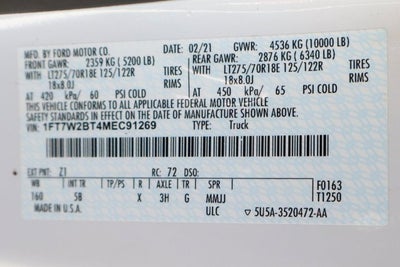 MFD. BY FORD MOTOR CO. DATE: 02/21 GVWR: 4536 KG (10000 LB)
FRONT GAWR: 2359 KG (5200 LB) REAR GAWR: 2876 KG (6340 LB)
WITH LT275/70R18E 125/122R TIRES WITH LT275/70R18E 125/122R TIRES
18x8.0J RIMS 18x8.0J RIMS
AT 420 kPa/ 60 PSI COLD AT 450 kPa/ 65 PSI COLD
THIS VEHICLE CONFORMS TO ALL APPLICABLE FEDERAL MOTOR VEHICLE
SAFETY STANDARDS IN EFFECT ON THE DATE OF MANUFACTURE SHOWN ABOVE.
VIN: 1FT7W2BT4MEC91269 TYPE: Truck
EXT PNT: Z1 RC: 72 DSO:
WB INT TR TP/PS R AXLE TR SPR F0163
160 5B X 3H G MMJJ T1250
MADE IN U.S.A. ULC 5U5A-3520472-AA